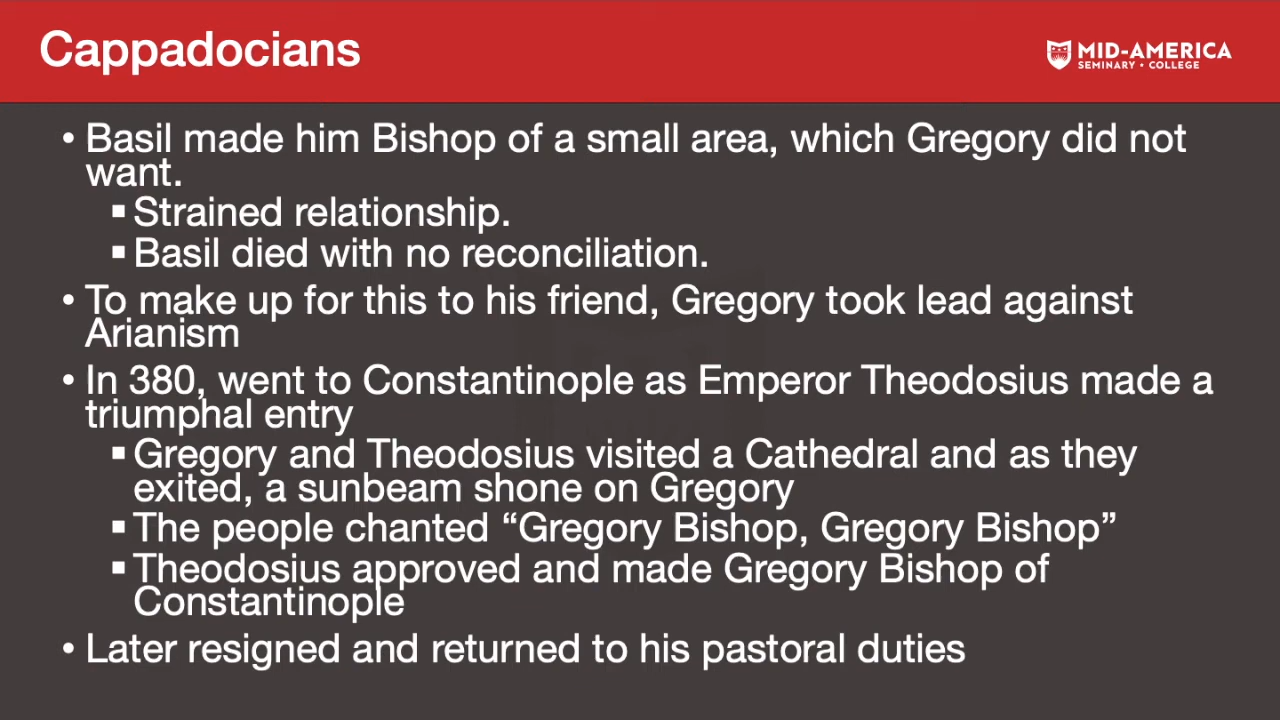 Cappadocians
MID-AMERICA
SEMINARY • COLLEGE
• Basil made him Bishop of a small area, which Gregory did not
want.
▪ Strained relationship.
▪ Basil died with no reconciliation.
• To make up for this to his friend, Gregory took lead against
Arianism
• In 380, went to Constantinople as Emperor Theodosius made a
triumphal entry
▪ Gregory and Theodosius visited a Cathedral and as they
exited, a sunbeam shone on Gregory
▪ The people chanted “Gregory Bishop, Gregory Bishop”
▪ Theodosius approved and made Gregory Bishop of
Constantinople
• Later resigned and returned to his pastoral duties